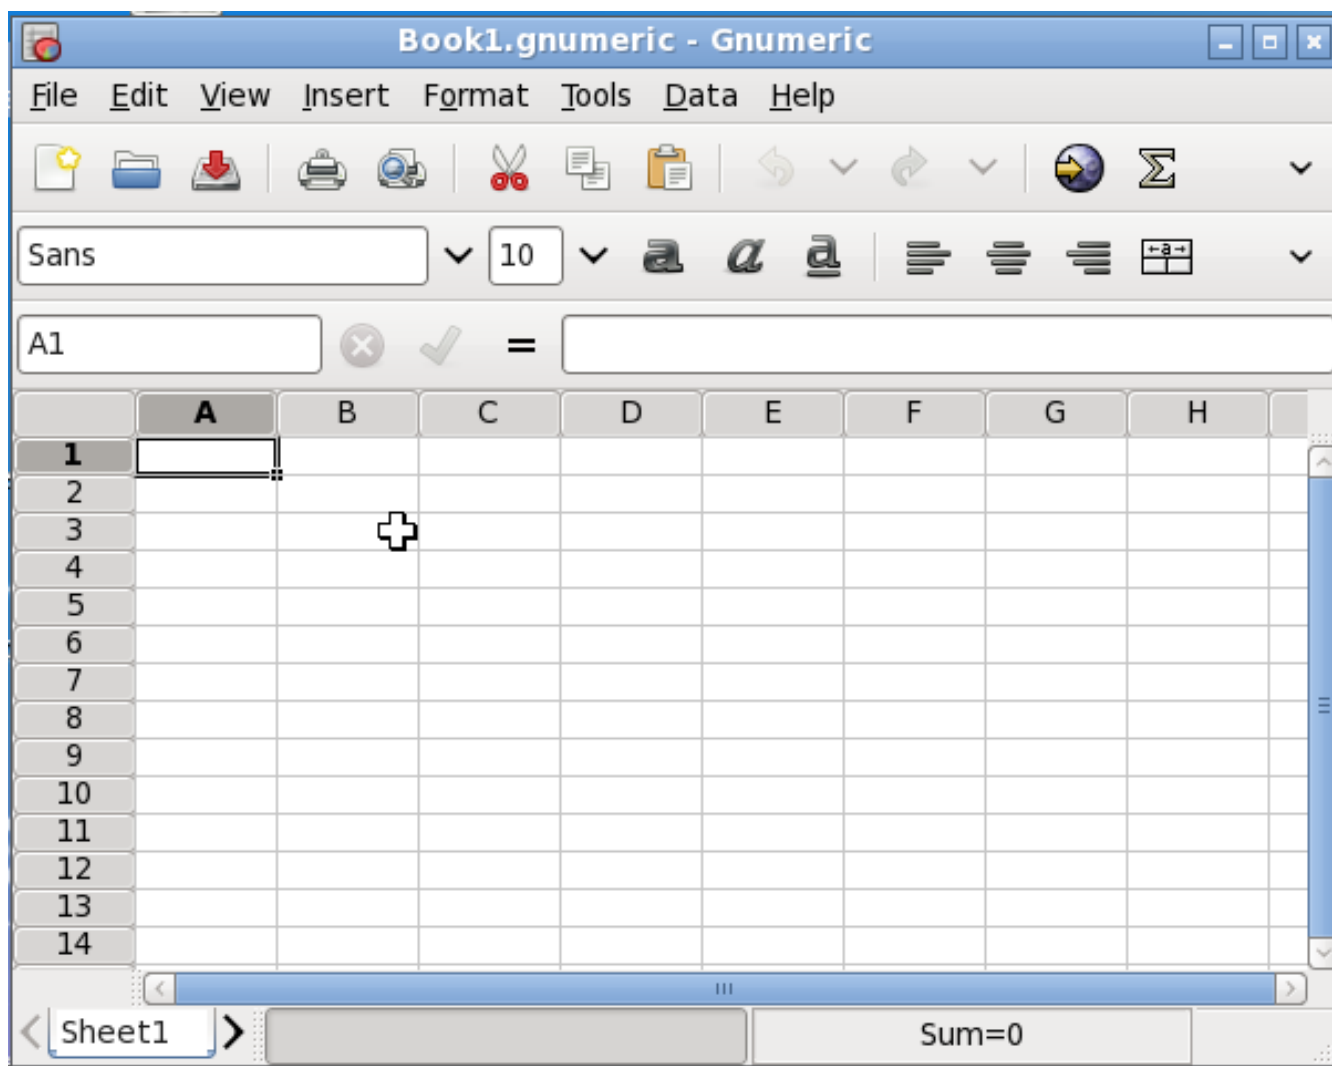 Book1.gnumeric - Gnumeric
File Edit View Insert Format Tools Data Help
Sans 10 a a a ←a→
A1 =
A B C D E F G H
1
2
3
4
5
6
7
8
9
10
11
12
13
14
Sheet1 Sum=0